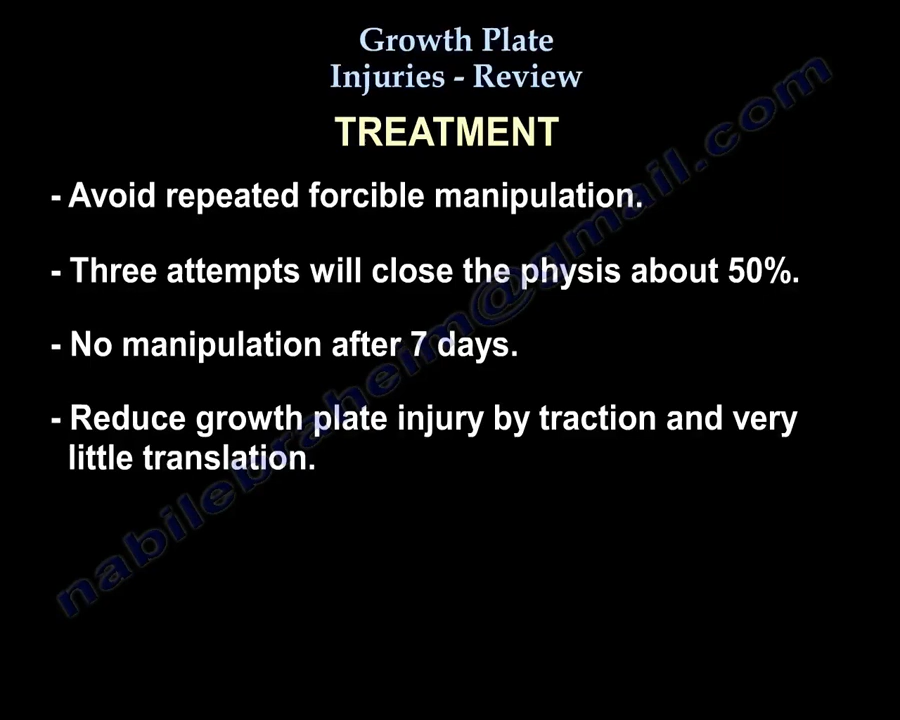 Growth Plate
Injuries - Review
TREATMENT
- Avoid repeated forcible manipulation.
- Three attempts will close the physis about 50%.
- No manipulation after 7 days.
- Reduce growth plate injury by traction and very
little translation.
nabilebraheim@gmail.com